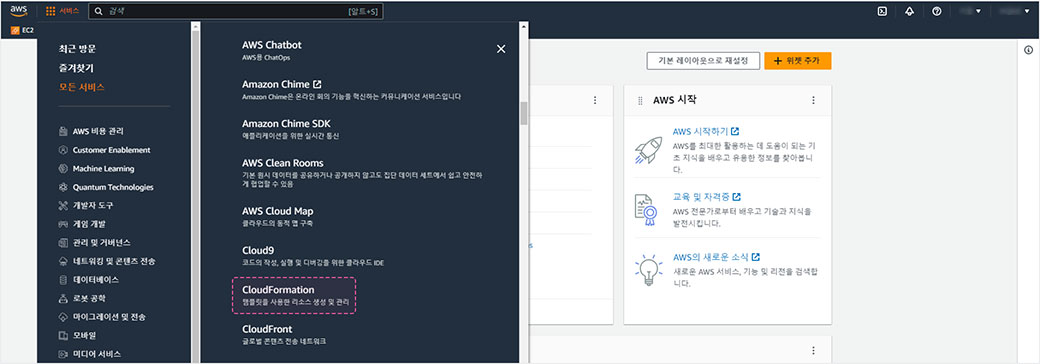 aws
서비스
검색
[알트+S]
EC2
최근 방문
즐겨찾기
모든 서비스
AWS 비용 관리
Customer Enablement
Machine Learning
Quantum Technologies
개발자 도구
게임 개발
관리 및 거버넌스
네트워킹 및 콘텐츠 전송
데이터베이스
로봇 공학
마이그레이션 및 전송
모바일
미디어 서비스
AWS Chatbot
AWS용 ChatOps
Amazon Chime
Amazon Chime은 온라인 회의 기능을 혁신하는 커뮤니케이션 서비스입니다
Amazon Chime SDK
애플리케이션을 위한 실시간 통신
AWS Clean Rooms
기본 원시 데이터를 공유하거나 공개하지 않고도 집단 데이터 세트에서 쉽고 안전하
게 협업할 수 있음
AWS Cloud Map
클라우드의 동적 맵 구축
Cloud9
코드의 작성, 실행 및 디버깅을 위한 클라우드 IDE
CloudFormation
템플릿을 사용한 리소스 생성 및 관리
CloudFront
글로벌 콘텐츠 전송 네트워크
기본 레이아웃으로 재설정
+ 위젯 추가
AWS 시작
AWS 시작하기
AWS를 최대한 활용하는 데 도움이 되는 기
초 지식을 배우고 유용한 정보를 찾아봅니
다.
교육 및 자격증
AWS 전문가로부터 배우고 기술과 지식을
발전시킵니다.
AWS의 새로운 소식
새로운 AWS 서비스, 기능 및 리전을 검색합
니다.